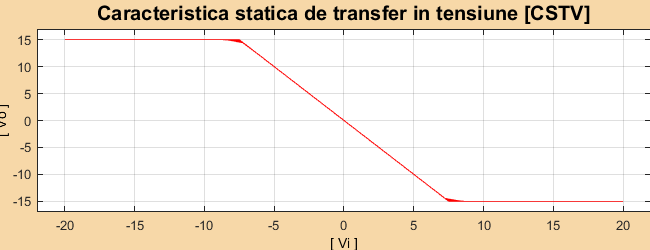 Caracteristica statica de transfer in tensiune [CSTV]
15
10
5
0
-5
-10
-15
[ Vo ]
-20 -15 -10 -5 0 5 10 15 20
[ Vi ]